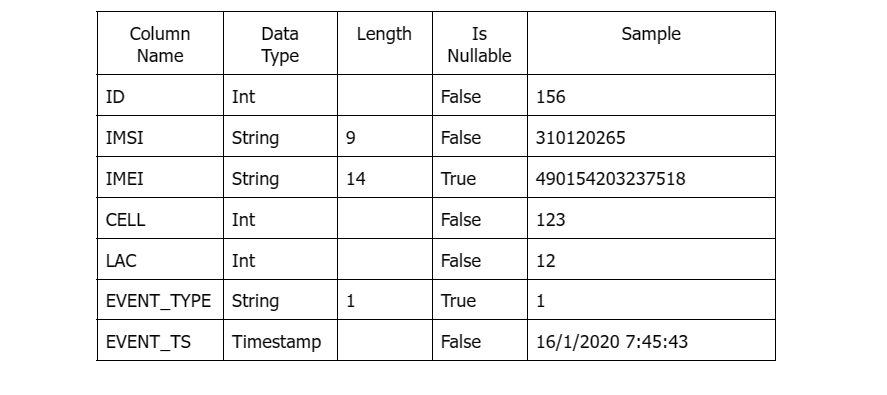 Column Name Data Type Length Is Nullable Sample
ID Int False 156
IMSI String 9 False 310120265
IMEI String 14 True 490154203237518
CELL Int False 123
LAC Int False 12
EVENT_TYPE String 1 True 1
EVENT_TS Timestamp False 16/1/2020 7:45:43